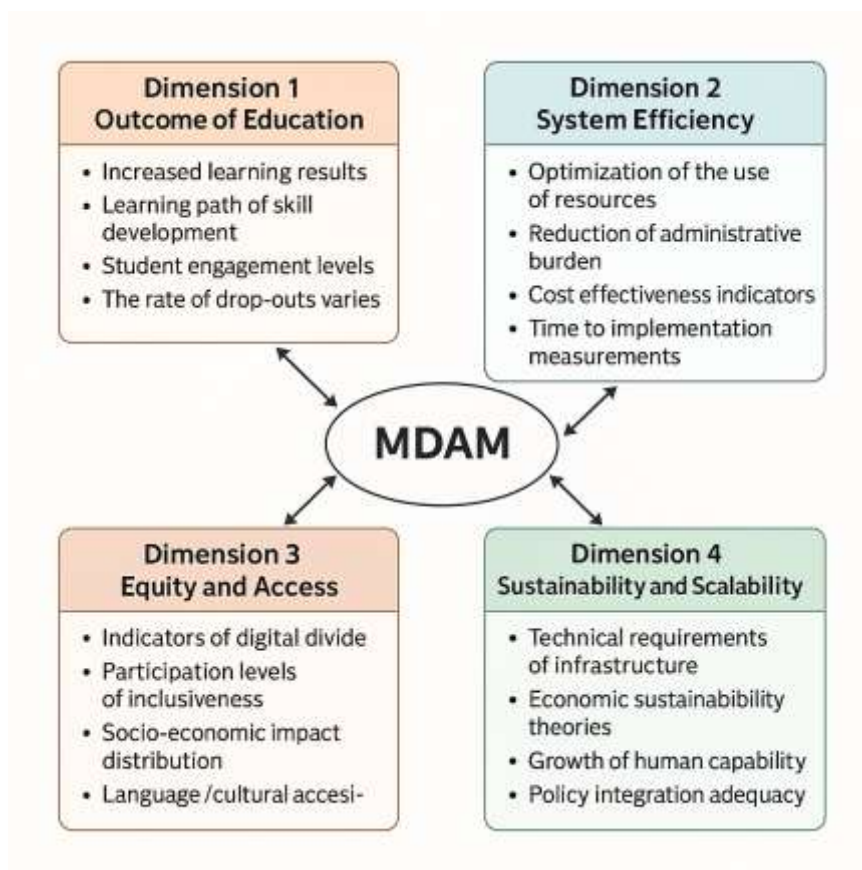 Dimension 1
Outcome of Education
• Increased learning results
• Learning path of skill
development
• Student engagement levels
• The rate of drop-outs varies
Dimension 2
System Efficiency
• Optimization of the use
of resources
• Reduction of administrative
burden
• Cost effectiveness indicators
• Time to implementation
measurements
MDAM
Dimension 3
Equity and Access
• Indicators of digital divide
• Participation levels
of inclusiveness
• Socio-economic impact
distribution
• Language /cultural accesi-
Dimension 4
Sustainability and Scalability
• Technical requirements
of infrastructure
• Economic sustainabibility
theories
• Growth of human capability
• Policy integration adequacy